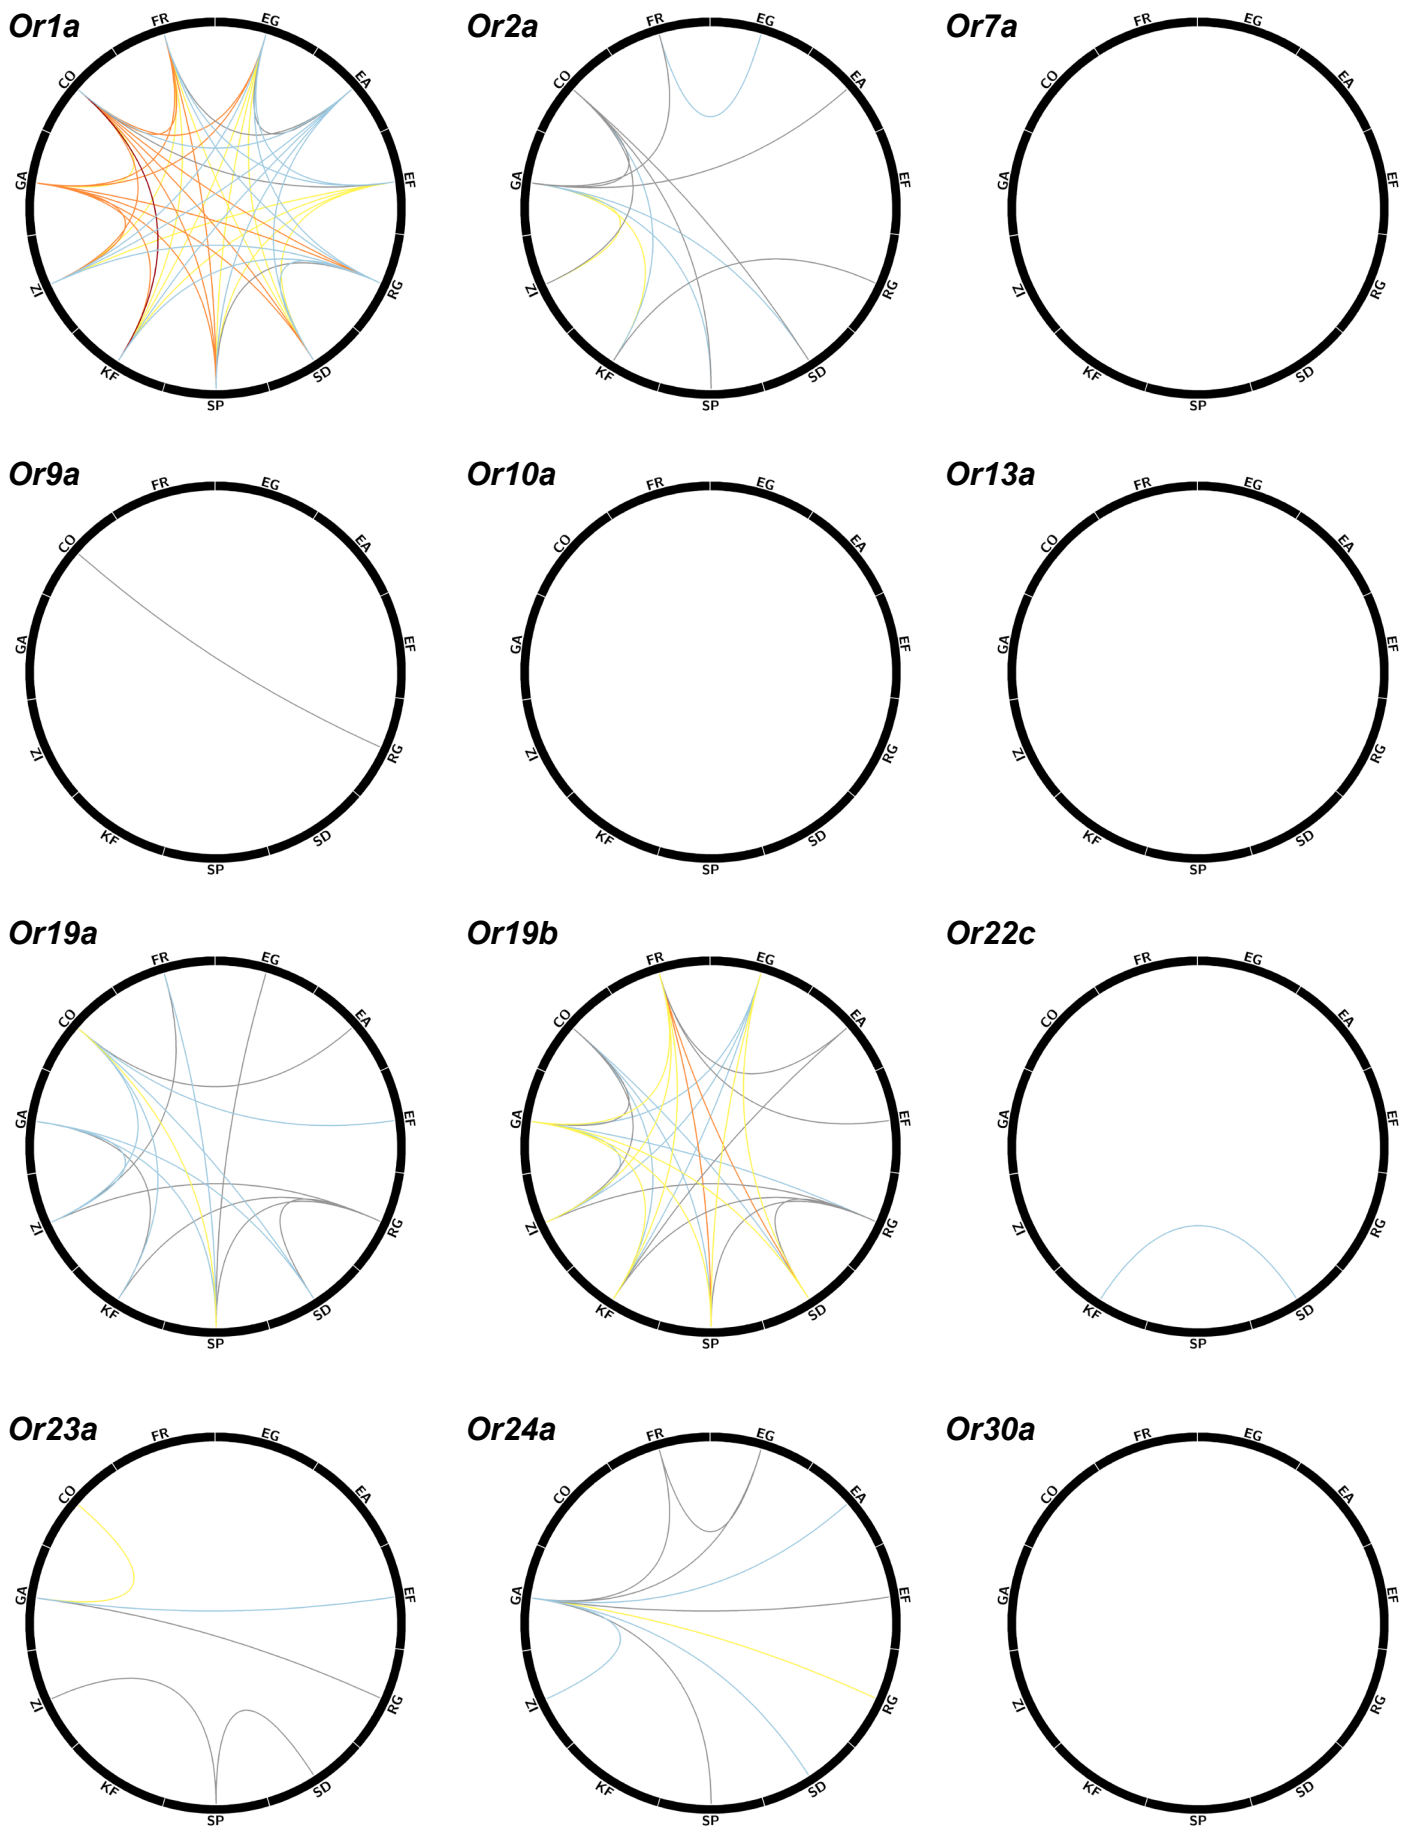 Or1a
FR
EG
CO
EA
GA
EF
ZI
RG
KF
SD
SP
Or2a
FR
EG
CO
EA
GA
EF
ZI
RG
KF
SD
SP
Or7a
FR
EG
CO
EA
GA
EF
ZI
RG
KF
SD
SP
Or9a
FR
EG
CO
EA
GA
EF
ZI
RG
KF
SD
SP
Or10a
FR
EG
CO
EA
GA
EF
ZI
RG
KF
SD
SP
Or13a
FR
EG
CO
EA
GA
EF
ZI
RG
KF
SD
SP
Or19a
FR
EG
CO
EA
GA
EF
ZI
RG
KF
SD
SP
Or19b
FR
EG
CO
EA
GA
EF
ZI
RG
KF
SD
SP
Or22c
FR
EG
CO
EA
GA
EF
ZI
RG
KF
SD
SP
Or23a
FR
EG
CO
EA
GA
EF
ZI
RG
KF
SD
SP
Or24a
FR
EG
CO
EA
GA
EF
ZI
RG
KF
SD
SP
Or30a
FR
EG
CO
EA
GA
EF
ZI
RG
KF
SD
SP